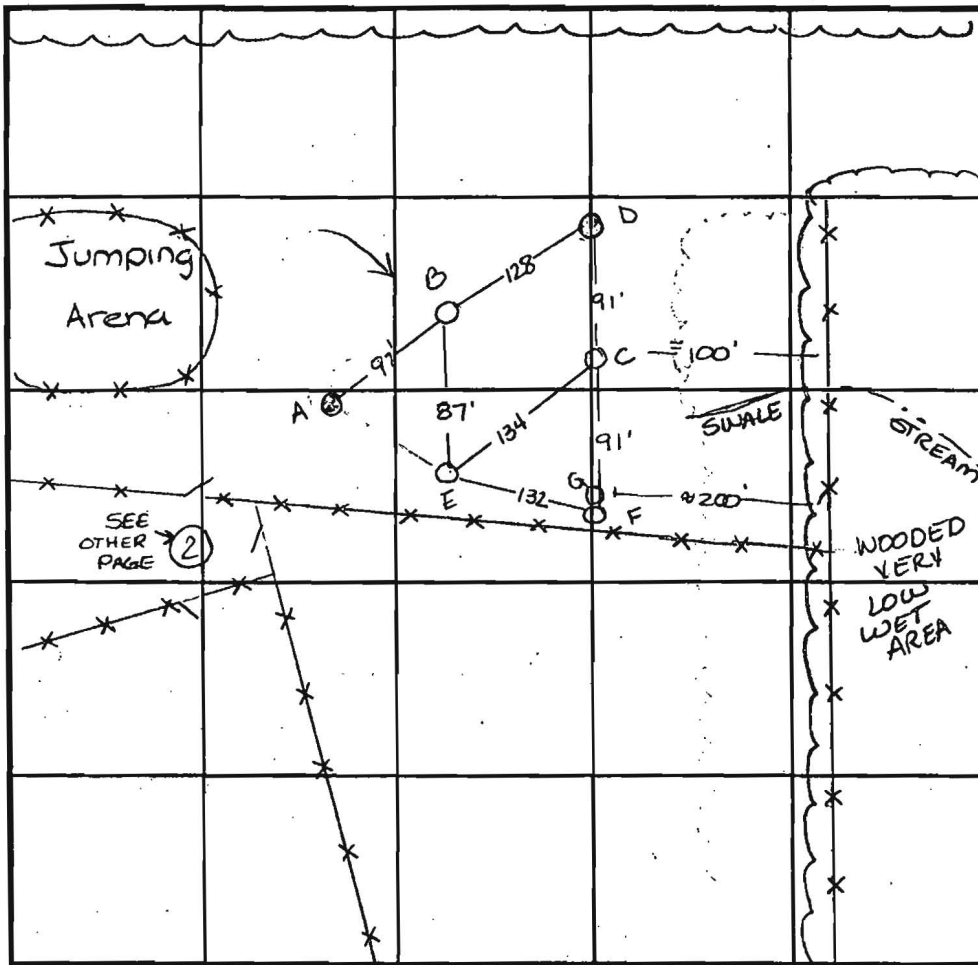 D
Jumping
Arena
B
128
91'
92'
C
= 100'
A
87'
134
SWALE
STREAM
91'
G
E
132
≈200'
F
SEE
OTHER
PAGE
2
WOODED
VERY
LOW
WET
AREA